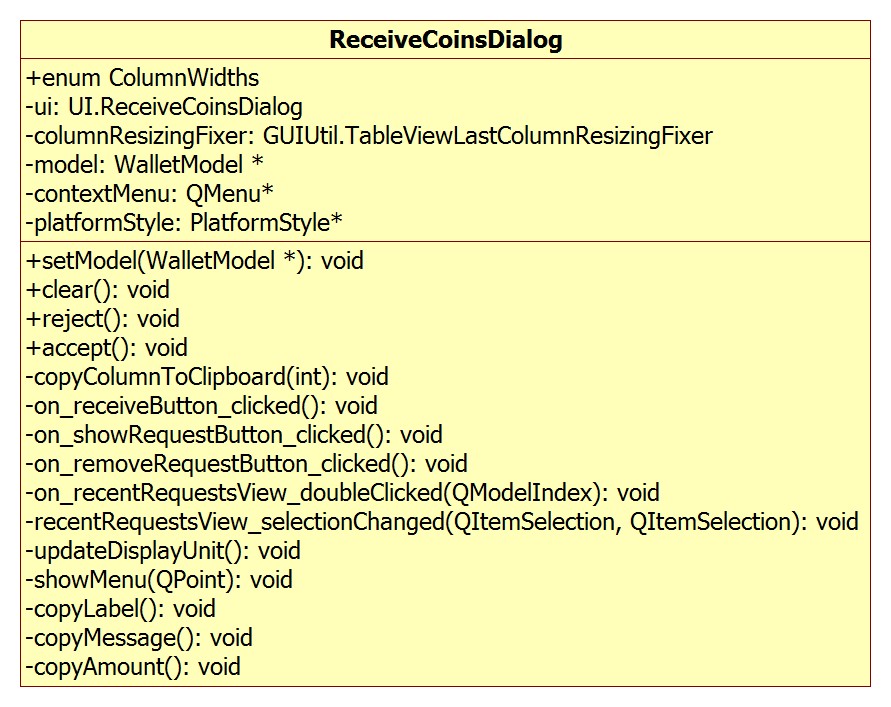 ReceiveCoinsDialog
+enum ColumnWidths
-ui: UI.ReceiveCoinsDialog
-columnResizingFixer: GUIUtil.TableViewLastColumnResizingFixer
-model: WalletModel *
-contextMenu: QMenu*
-platformStyle: PlatformStyle*
+setModel(WalletModel *): void
+clear(): void
+reject(): void
+accept(): void
-copyColumnToClipboard(int): void
-on_receiveButton_clicked(): void
-on_showRequestButton_clicked(): void
-on_removeRequestButton_clicked(): void
-on_recentRequestsView_doubleClicked(QModelIndex): void
-recentRequestsView_selectionChanged(QItemSelection, QItemSelection): void
-updateDisplayUnit(): void
-showMenu(QPoint): void
-copyLabel(): void
-copyMessage(): void
-copyAmount(): void